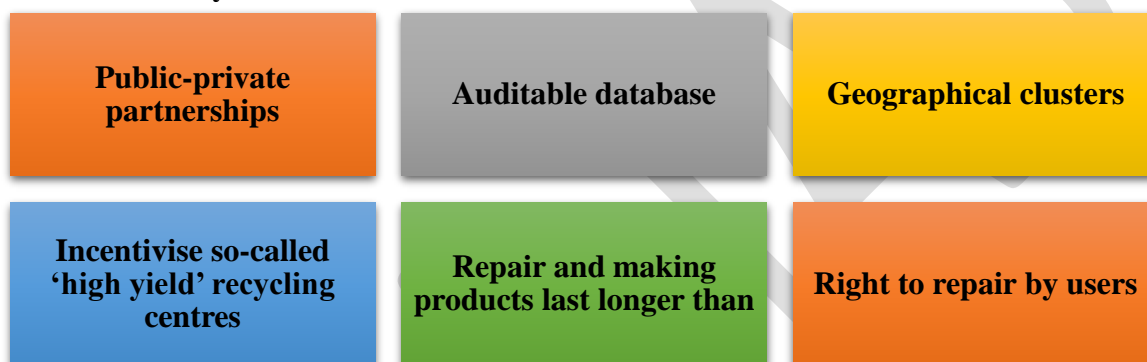 Public-private
partnerships
Auditable database
Geographical clusters
Incentivise so-called
‘high yield’ recycling
centres
Repair and making
products last longer than
Right to repair by users